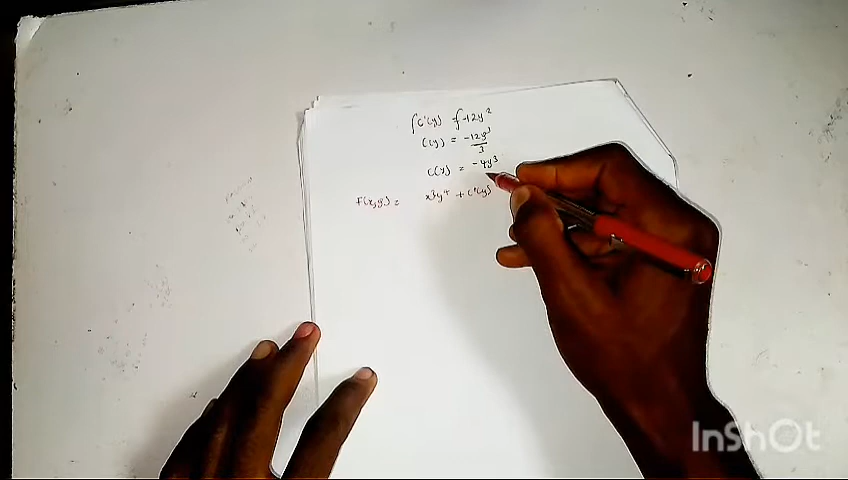 ∫C'(y) = ∫-12y²
C(y) = -12y³/3
C(y) = -4y³
F(x,y) = x³y⁴ + C'(y)
InShOt